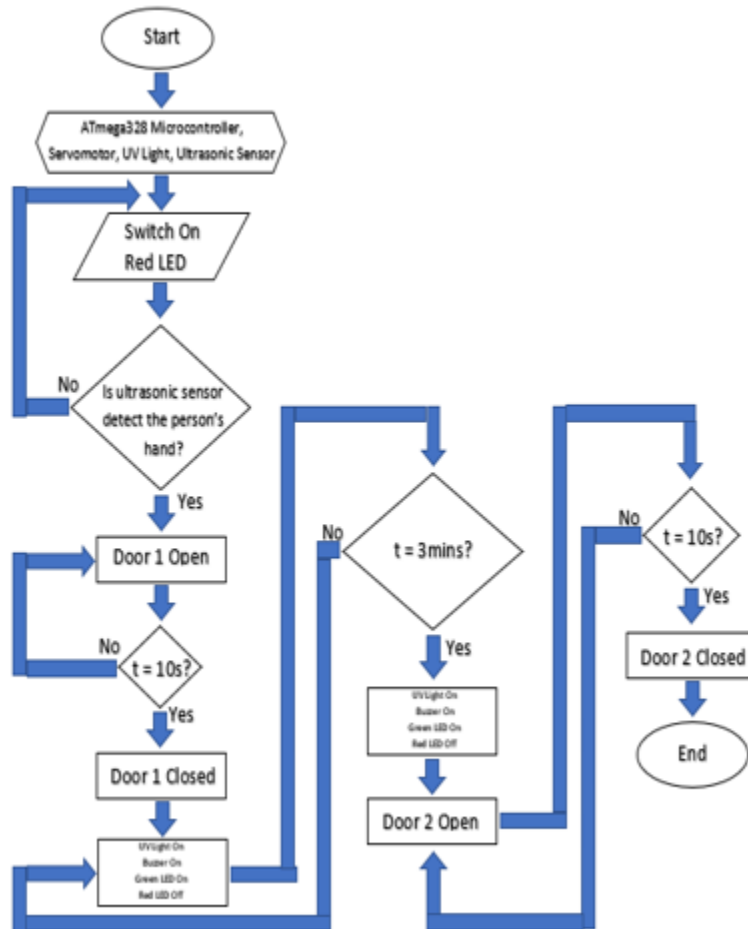 Start
ATmega328 Microcontroller,
Servomotor, UV Light, Ultrasonic Sensor
Switch On
Red LED
No
Is ultrasonic sensor
detect the person's
hand?
Yes
Door 1 Open
No
t = 10s?
Yes
Door 1 Closed
UV Light On
Buzzer On
Green LED On
Red LED Off
No
t = 3mins?
Yes
UV Light On
Buzzer On
Green LED On
Red LED Off
Door 2 Open
No
t = 10s?
Yes
Door 2 Closed
End